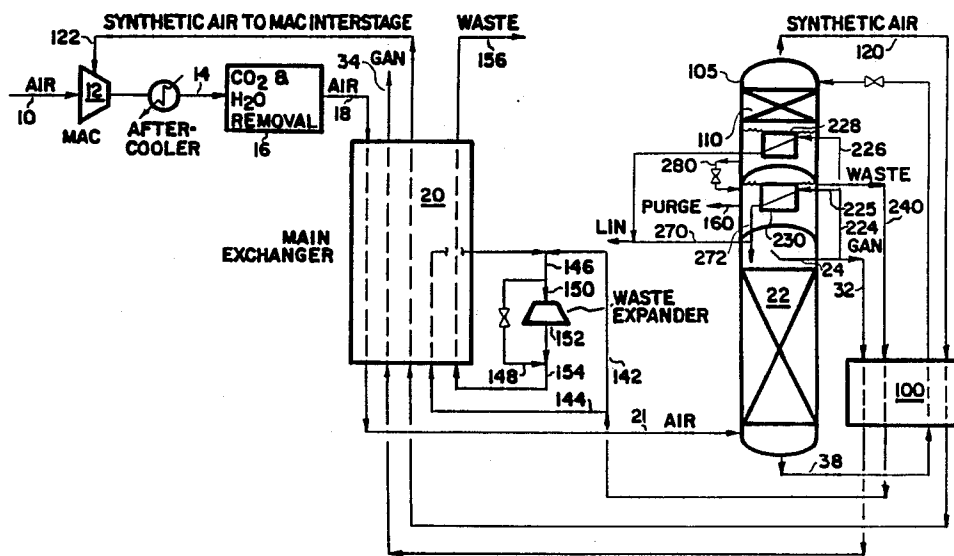 SYNTHETIC AIR TO MAC INTERSTAGE
WASTE
SYNTHETIC AIR
122
34
GAN
156
120
105
AIR
10
12
MAC
14
AFTER-
COOLER
CO2 &
H2O
REMOVAL
16
AIR
18
20
MAIN
EXCHANGER
110
228
226
280
WASTE
225
240
PURGE
160
224
LIN
270
230
GAN
272
24
32
22
146
150
WASTE
EXPANDER
152
148
154
142
144
21
AIR
100
38